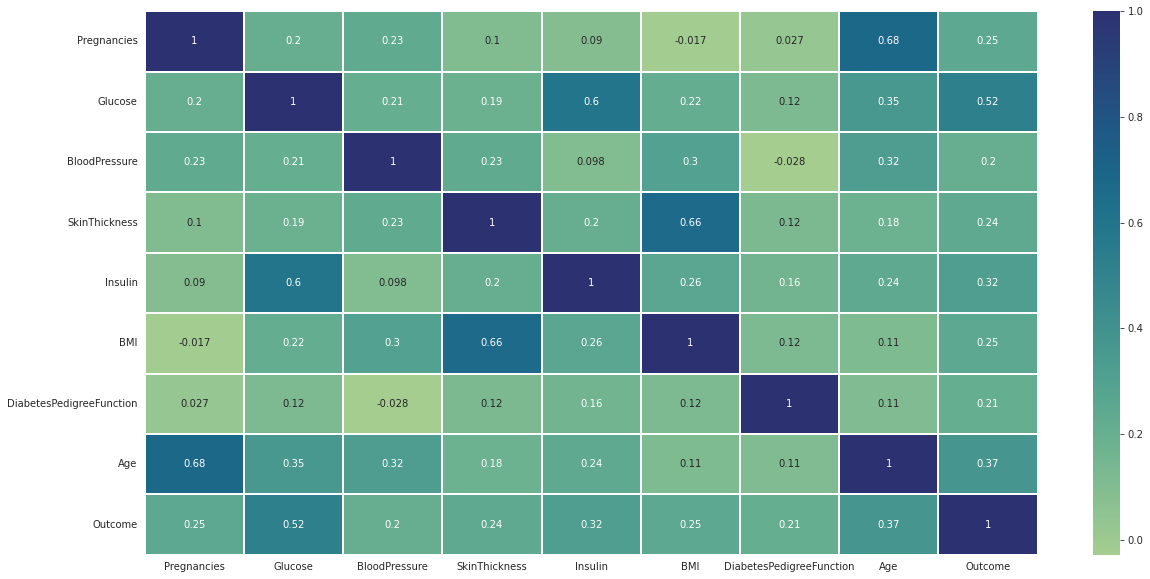 Pregnancies 1 0.2 0.23 0.1 0.09 -0.017 0.027 0.68 0.25
Glucose 0.2 1 0.21 0.19 0.6 0.22 0.12 0.35 0.52
BloodPressure 0.23 0.21 1 0.23 0.098 0.3 -0.028 0.32 0.2
SkinThickness 0.1 0.19 0.23 1 0.2 0.66 0.12 0.18 0.24
Insulin 0.09 0.6 0.098 0.2 1 0.26 0.16 0.24 0.32
BMI -0.017 0.22 0.3 0.66 0.26 1 0.12 0.11 0.25
DiabetesPedigreeFunction 0.027 0.12 -0.028 0.12 0.16 0.12 1 0.11 0.21
Age 0.68 0.35 0.32 0.18 0.24 0.11 0.11 1 0.37
Outcome 0.25 0.52 0.2 0.24 0.32 0.25 0.21 0.37 1
Pregnancies Glucose BloodPressure SkinThickness Insulin BMI DiabetesPedigreeFunction Age Outcome
1.0
0.8
0.6
0.4
0.2
0.0